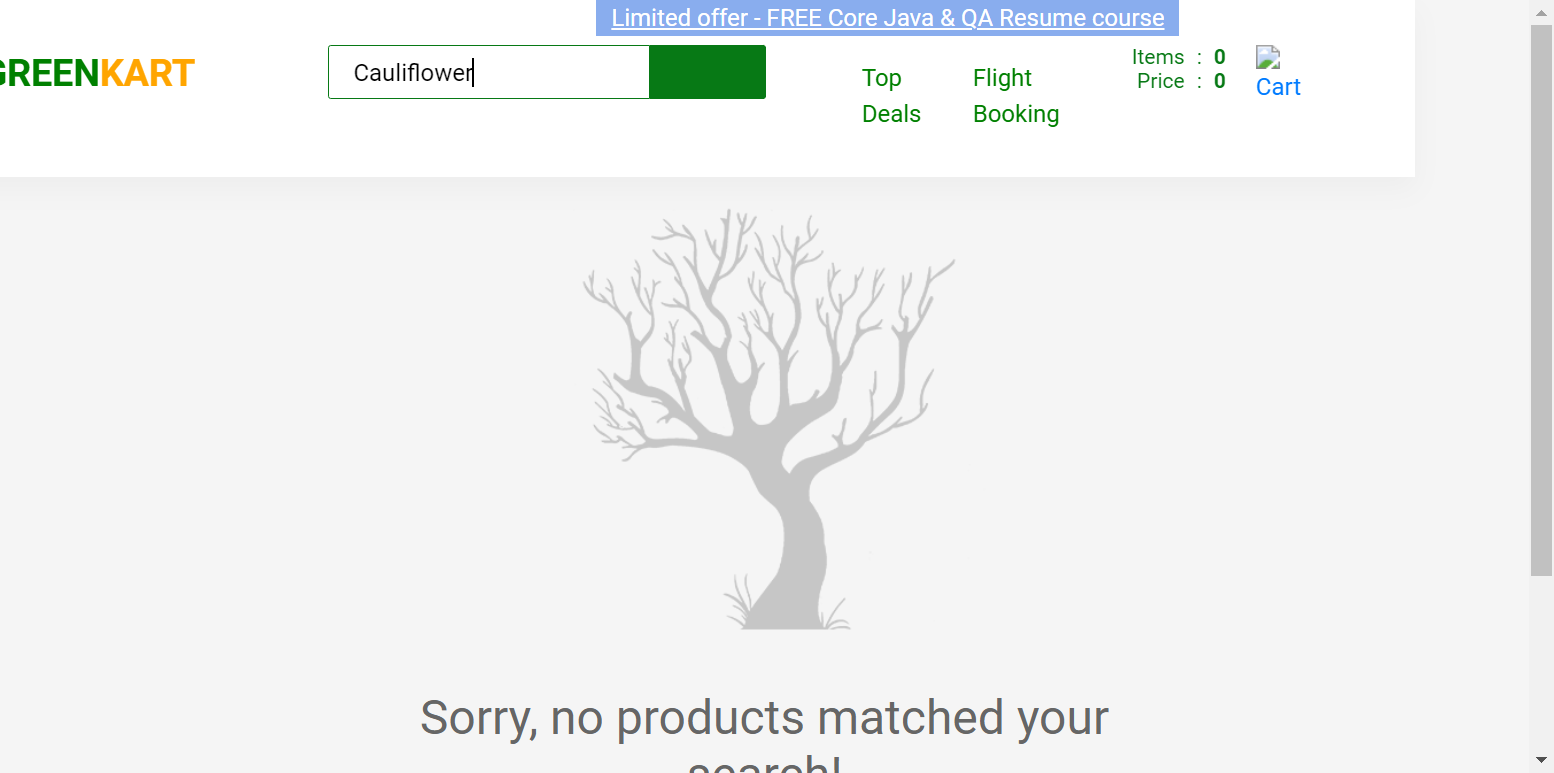 Limited offer - FREE Core Java & QA Resume course
GREENKART
Cauliflower
Top
Deals
Flight
Booking
Items : 0
Price : 0
Cart
Sorry, no products matched your
search!